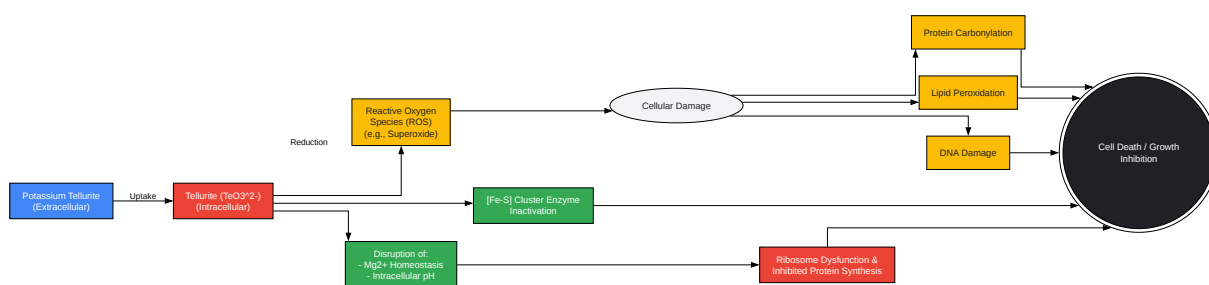 Protein Carbonylation
Lipid Peroxidation
Cellular Damage
Reactive Oxygen
Species (ROS)
(e.g., Superoxide)
Reduction
DNA Damage
Cell Death / Growth
Inhibition
Potassium Tellurite
(Extracellular)
Uptake
Tellurite (TeO3^2-)
(Intracellular)
[Fe-S] Cluster Enzyme
Inactivation
Disruption of:
- Mg2+ Homeostasis
- Intracellular pH
Ribosome Dysfunction &
Inhibited Protein Synthesis